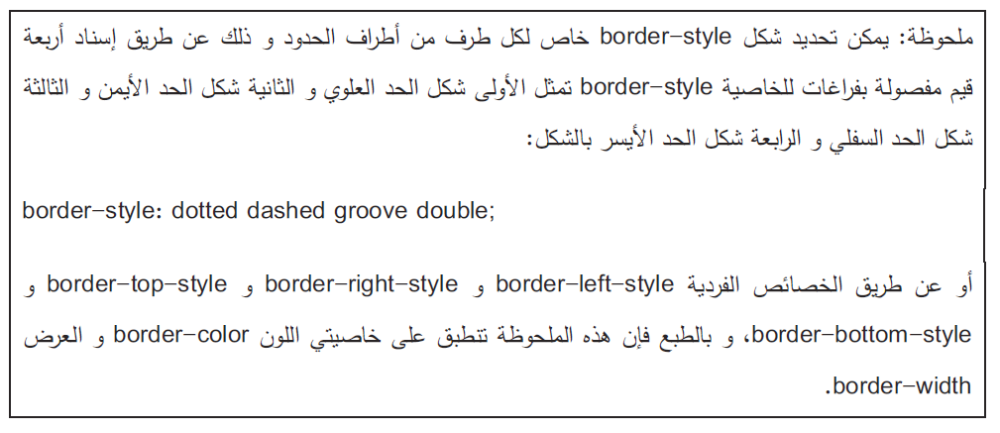 ملحوظة: يمكن تحديد شكل border-style خاص لكل طرف من أطراف الحدود و ذلك عن طريق إسناد أربعة
قيم مفصولة بفراغات للخاصية border-style تمثل الأولى شكل الحد العلوي و الثانية شكل الحد الأيمن و الثالثة
شكل الحد السفلي و الرابعة شكل الحد الأيسر بالشكل:
border-style: dotted dashed groove double;
أو عن طريق الخصائص الفردية border-left-style و border-right-style و border-top-style و
border-bottom-style، و بالطبع فإن هذه الملحوظة تتطبق على خاصيتي اللون border-color و العرض
border-width.